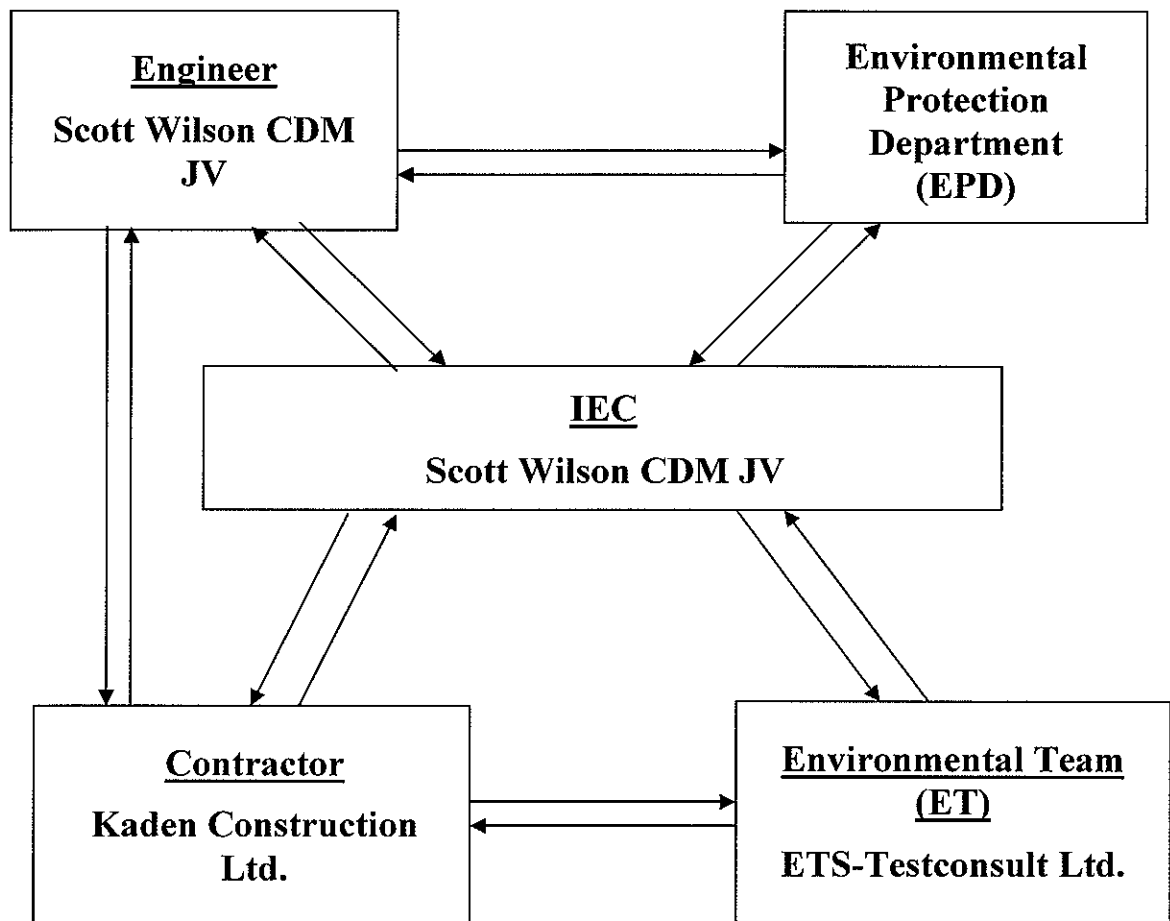 Engineer
Scott Wilson CDM
JV
Environmental
Protection
Department
(EPD)
IEC
Scott Wilson CDM JV
Contractor
Kaden Construction
Ltd.
Environmental Team
(ET)
ETS-Testconsult Ltd.